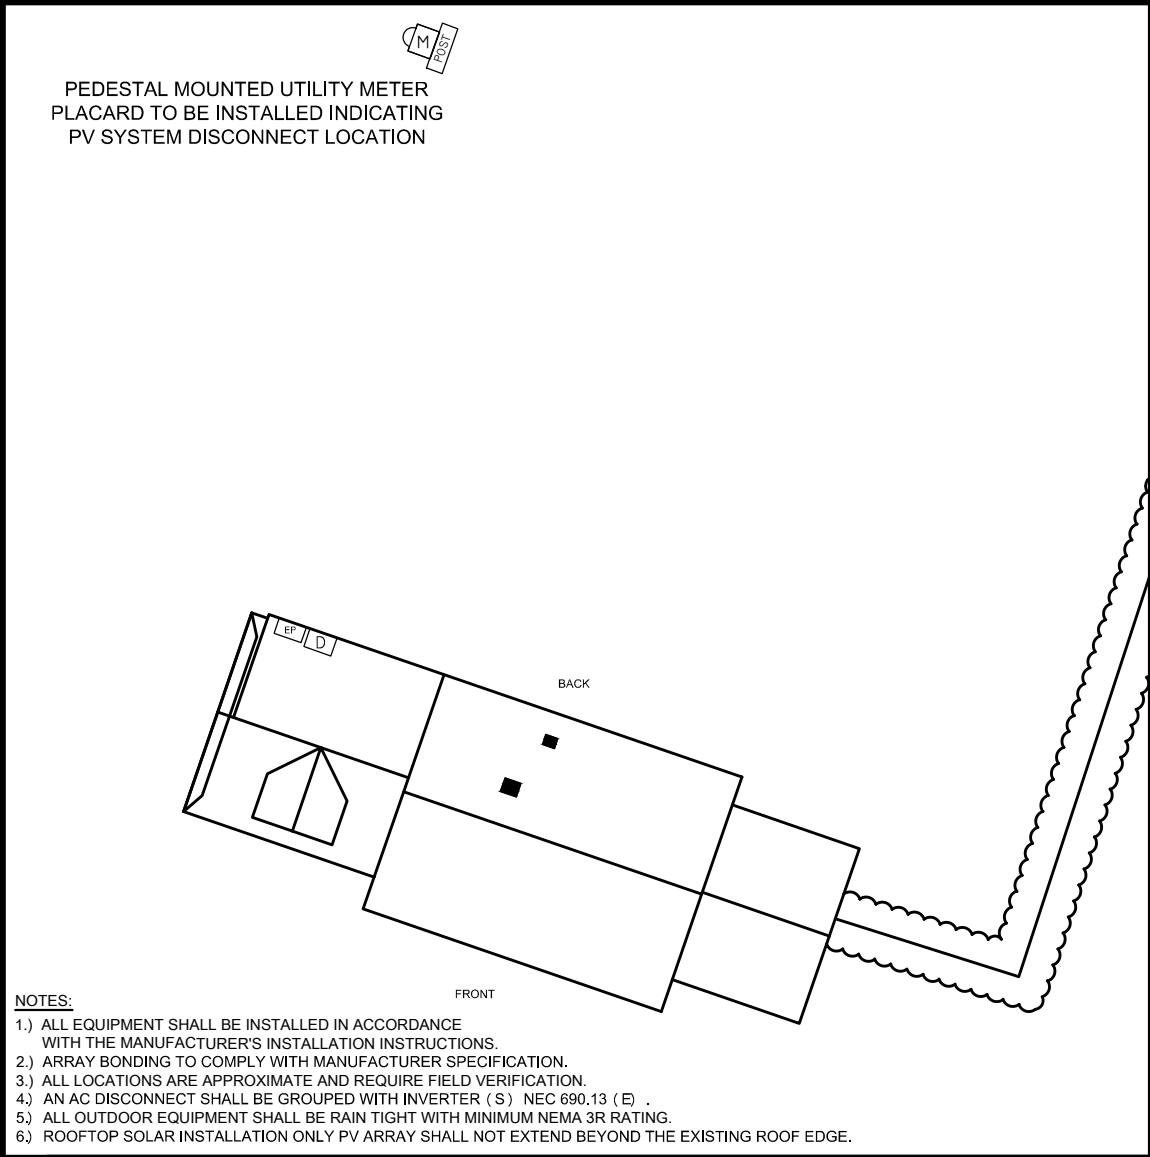 M
POST
PEDESTAL MOUNTED UTILITY METER
PLACARD TO BE INSTALLED INDICATING
PV SYSTEM DISCONNECT LOCATION
EP
D
BACK
FRONT
NOTES:
1.) ALL EQUIPMENT SHALL BE INSTALLED IN ACCORDANCE
WITH THE MANUFACTURER'S INSTALLATION INSTRUCTIONS.
2.) ARRAY BONDING TO COMPLY WITH MANUFACTURER SPECIFICATION.
3.) ALL LOCATIONS ARE APPROXIMATE AND REQUIRE FIELD VERIFICATION.
4.) AN AC DISCONNECT SHALL BE GROUPED WITH INVERTER (S) NEC 690.13 (E) .
5.) ALL OUTDOOR EQUIPMENT SHALL BE RAIN TIGHT WITH MINIMUM NEMA 3R RATING.
6.) ROOFTOP SOLAR INSTALLATION ONLY PV ARRAY SHALL NOT EXTEND BEYOND THE EXISTING ROOF EDGE.